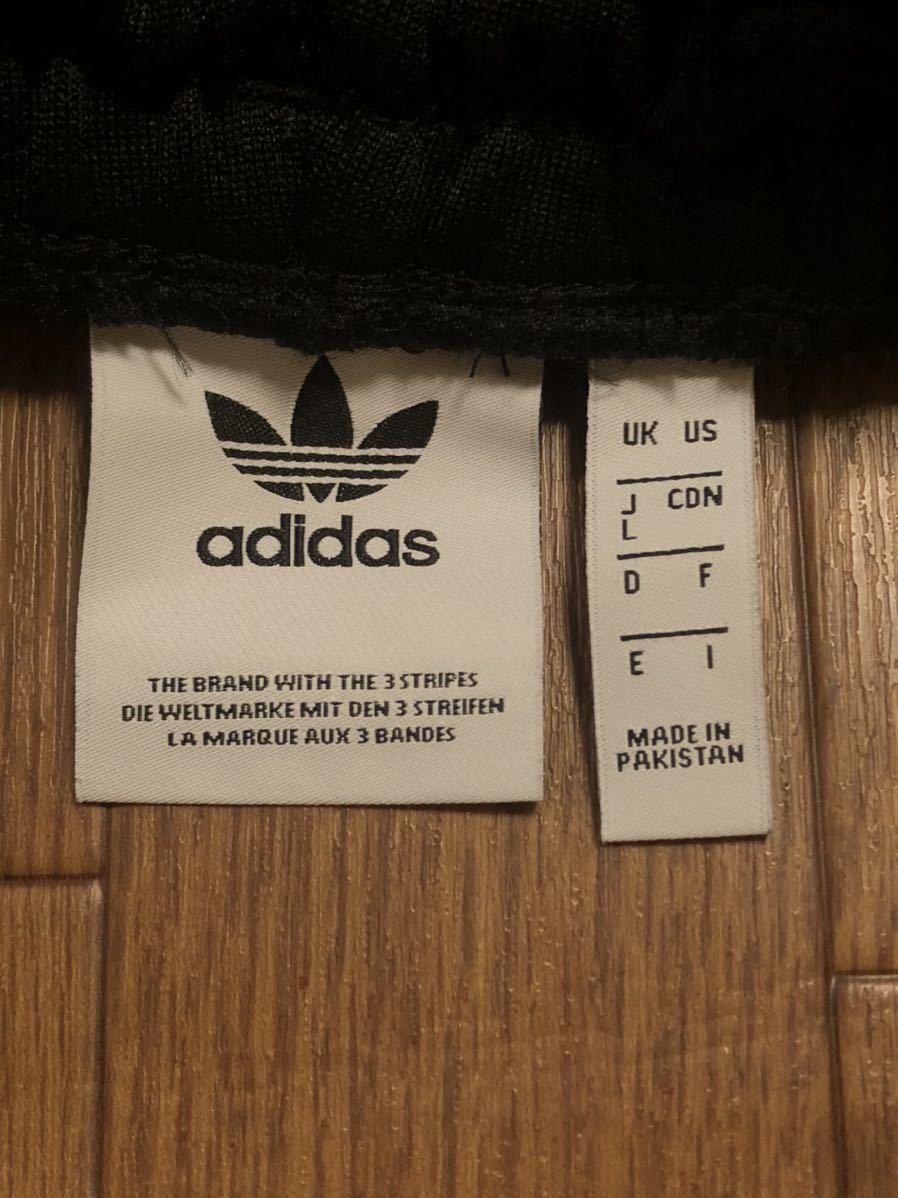 adidas
THE BRAND WITH THE 3 STRIPES
DIE WELTMARKE MIT DEN 3 STREIFEN
LA MARQUE AUX 3 BANDES
UK US
J CDN
L
D F
E I
MADE IN
PAKISTAN